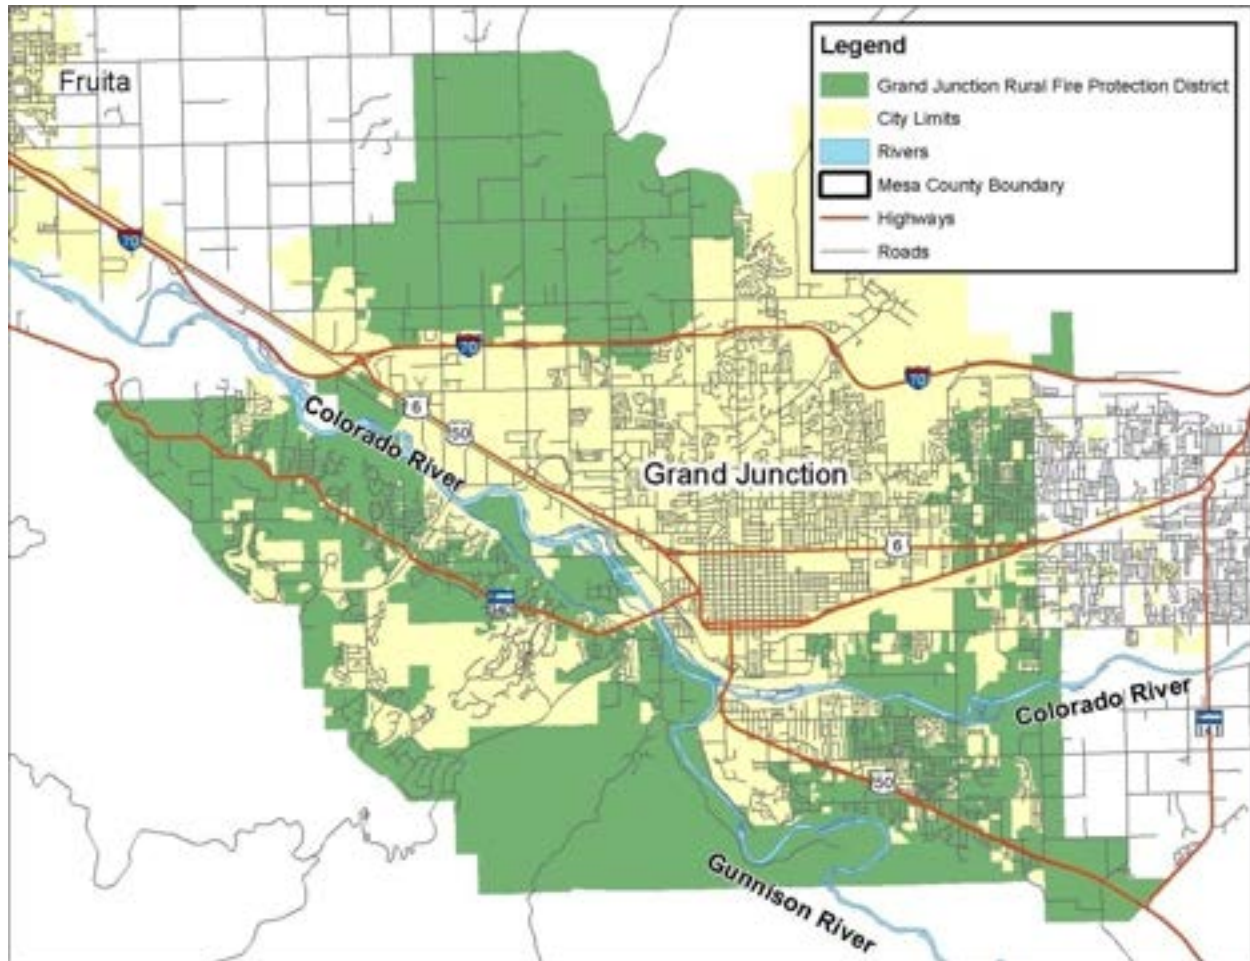 Legend
Grand Junction Rural Fire Protection District
City Limits
Rivers
Mesa County Boundary
Highways
Roads
Fruita
70
70
70
6
50
Colorado River
Grand Junction
6
340
Colorado River
141
50
Gunnison River